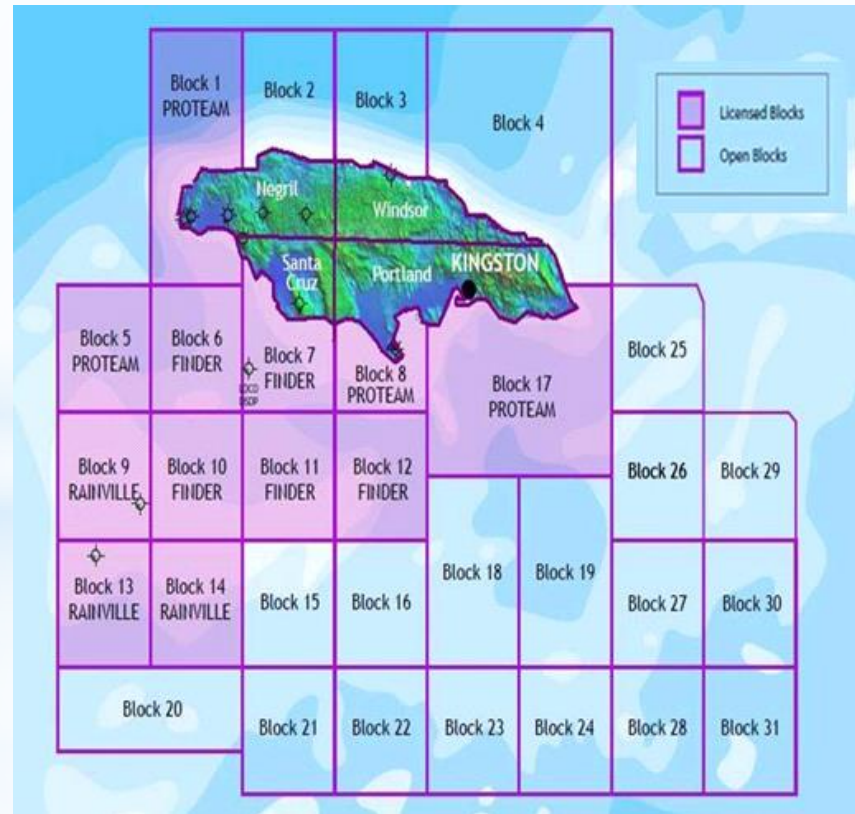 Block 1
PROTEAM
Block 2
Block 3
Block 4
Licensed Blocks
Open Blocks
Negril
Windsor
Santa
Cruz
Portland
KINGSTON
Block 5
PROTEAM
Block 6
FINDER
Block 7
FINDER
Block 8
PROTEAM
Block 17
PROTEAM
Block 25
Block 9
RAINVILLE
Block 10
FINDER
Block 11
FINDER
Block 12
FINDER
Block 26
Block 29
Block 13
RAINVILLE
Block 14
RAINVILLE
Block 15
Block 16
Block 18
Block 19
Block 27
Block 30
Block 20
Block 21
Block 22
Block 23
Block 24
Block 28
Block 31